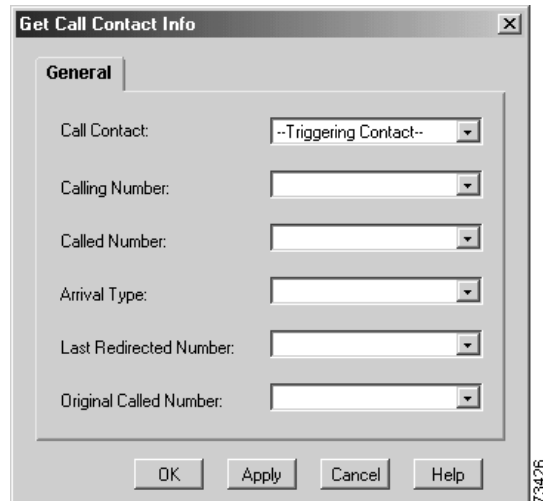 Get Call Contact Info
General
Call Contact: --Triggering Contact--
Calling Number:
Called Number:
Arrival Type:
Last Redirected Number:
Original Called Number:
OK Apply Cancel Help